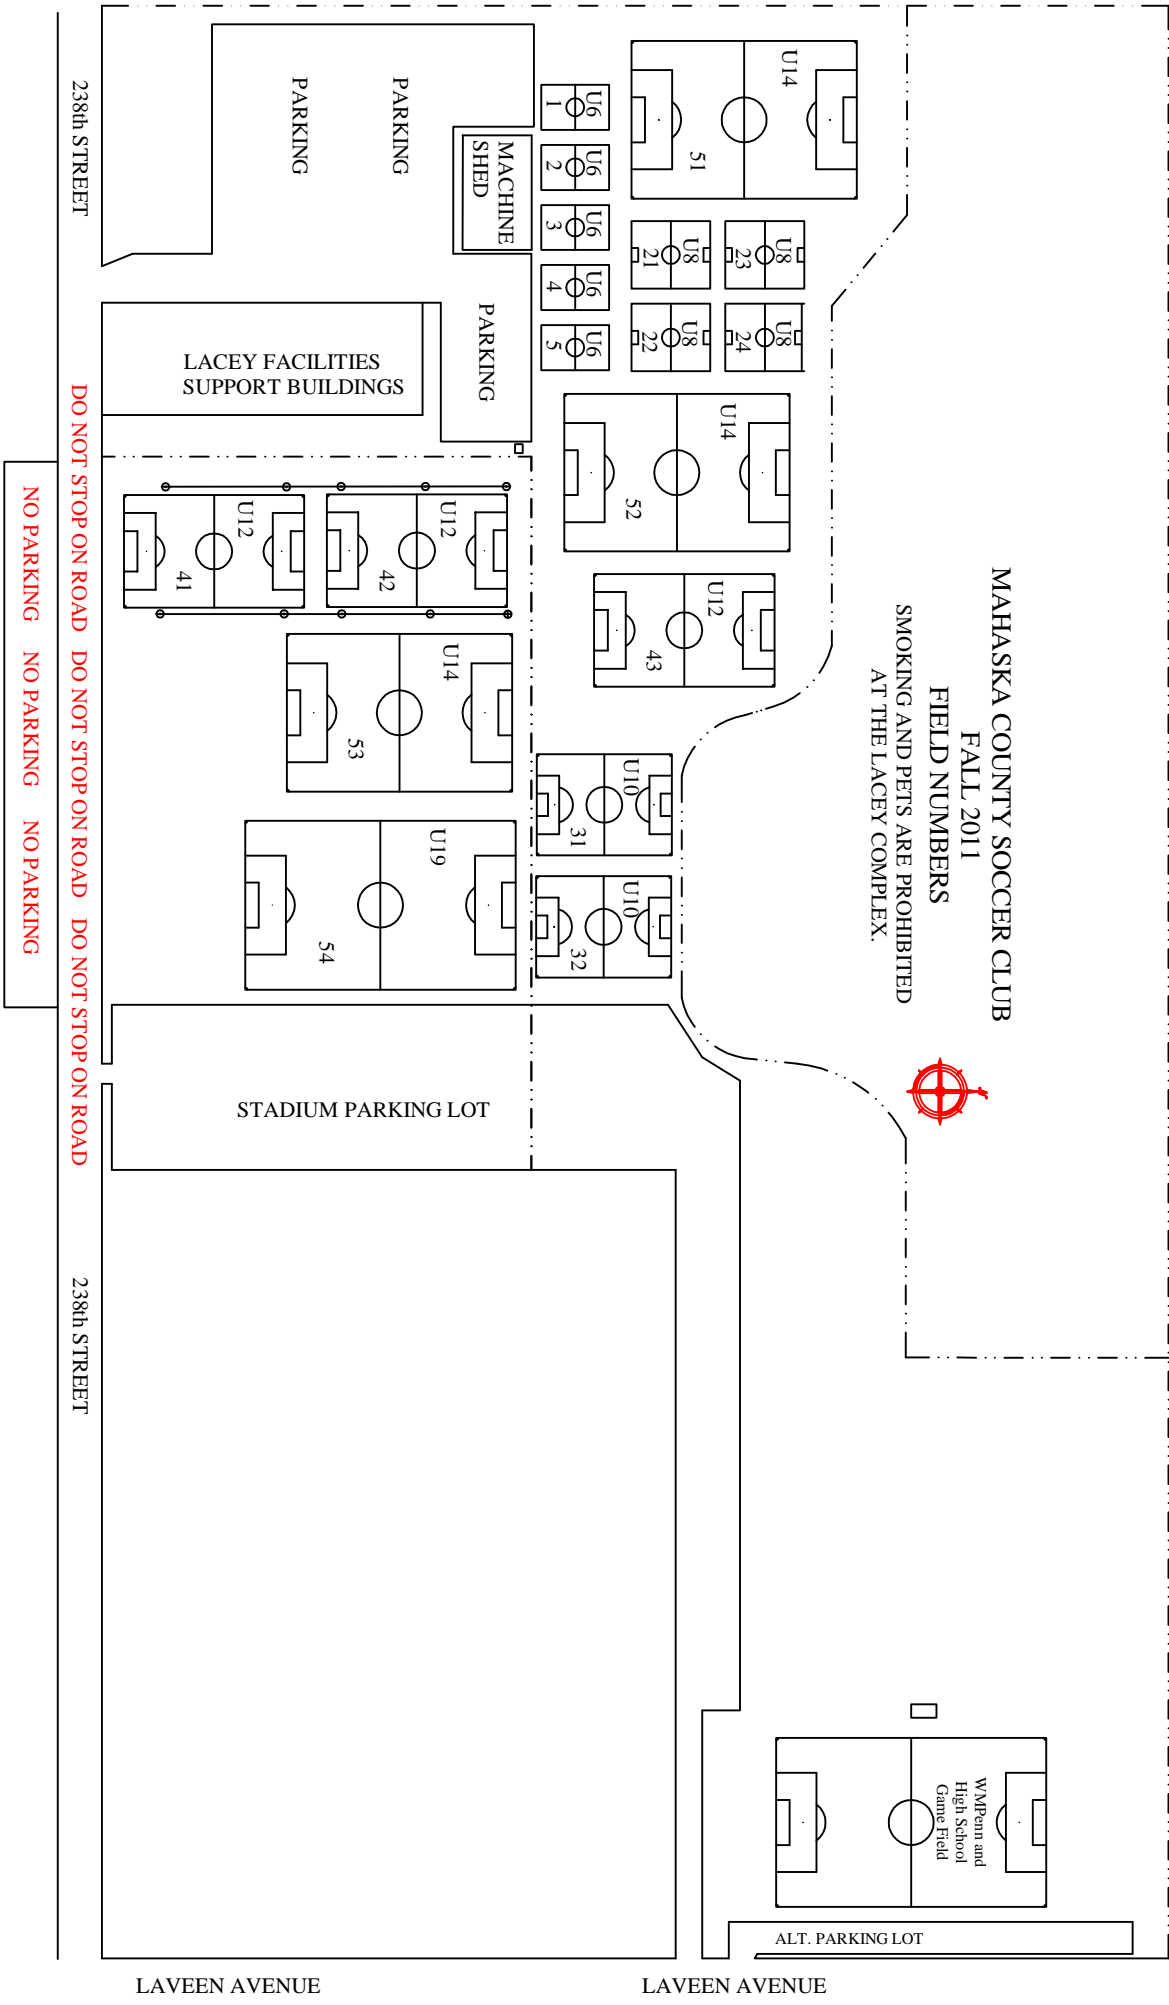 MAHASKA COUNTY SOCCER CLUB
FALL 2011
FIELD NUMBERS
SMOKING AND PETS ARE PROHIBITED
AT THE LACEY COMPLEX.
U14
51
U6
1
U6
2
U6
3
U6
4
U6
5
U8
21
U8
23
U8
22
U8
24
PARKING
PARKING
MACHINE
SHED
PARKING
LACEY FACILITIES
SUPPORT BUILDINGS
U14
52
U12
43
U12
41
U12
42
U14
53
U19
54
U10
31
U10
32
STADIUM PARKING LOT
WMPenn and
High School
Game Field
ALT. PARKING LOT
238th STREET
DO NOT STOP ON ROAD DO NOT STOP ON ROAD DO NOT STOP ON ROAD
238th STREET
NO PARKING NO PARKING NO PARKING
LAVEEN AVENUE
LAVEEN AVENUE